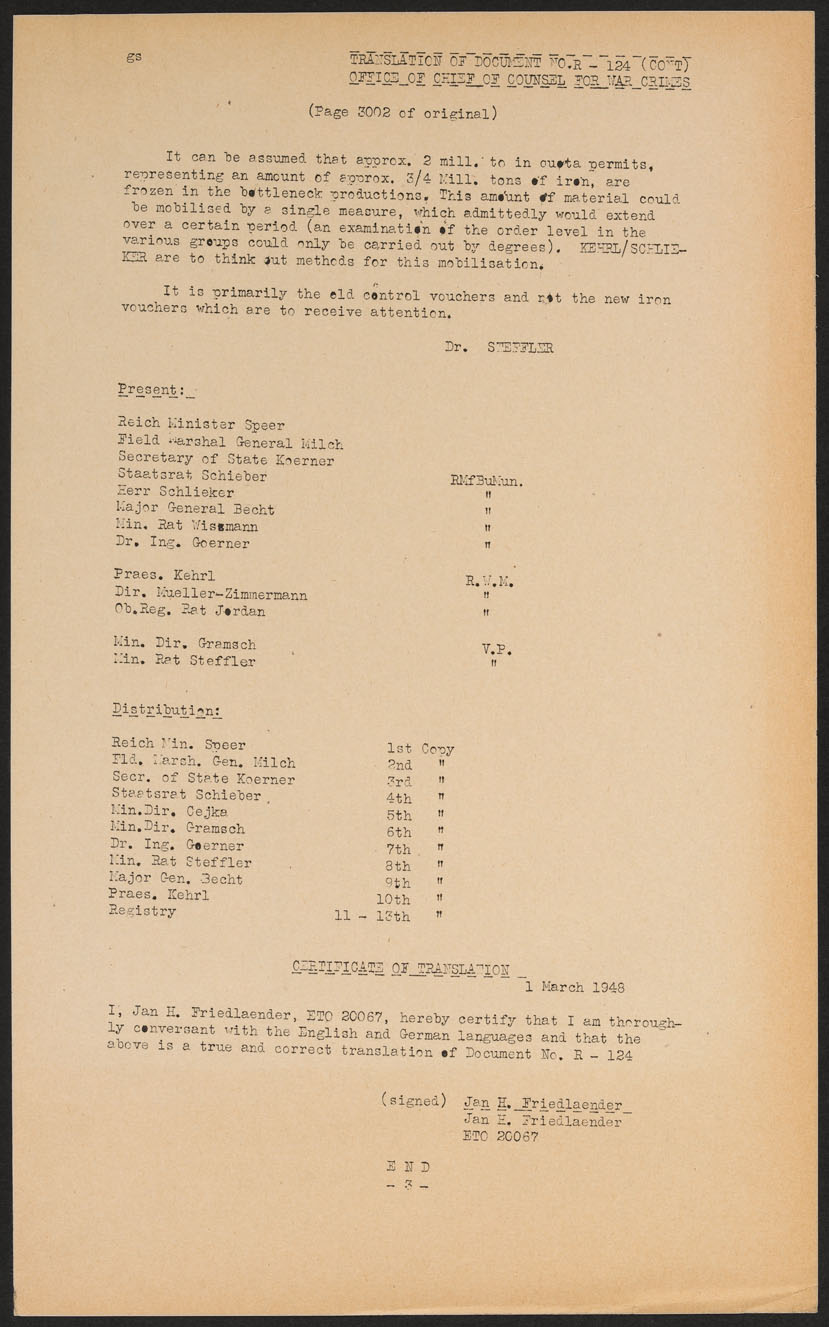 gs
TRANSLATION OF DOCUMENT NO.R - 124 (CON'T)
OFFICE OF CHIEF OF COUNSEL FOR WAR CRIMES
(Page 3002 of original)
It can be assumed that approx. 2 mill. to in quota permits,
representing an amount of approx. 3/4 Mill. tons of iron, are
frozen in the bottleneck productions. This amount of material could
be mobilised by a single measure, which admittedly would extend
over a certain period (an examination of the order level in the
various groups could only be carried out by degrees). KEHRL/SCHLIE-
KER are to think out methods for this mobilisation.
It is primarily the old control vouchers and not the new iron
vouchers which are to receive attention.
Dr. STEFFLER
Present:
Reich Minister Speer
Field Marshal General Milch
Secretary of State Koerner
Staatsrat Schieber RMfBuMun.
Herr Schlieker "
Major General Becht "
Min. Rat Wissmann "
Dr. Ing. Goerner "
Praes. Kehrl R.W.M.
Dir. Mueller-Zimmermann "
Ob.Reg. Rat Jordan "
Min. Dir. Gramsch V.P.
Min. Rat Steffler "
Distribution:
Reich Min. Speer 1st Copy
Fld. Marsh. Gen. Milch 2nd "
Secr. of State Koerner 3rd "
Staatsrat Schieber 4th "
Min.Dir. Cejka 5th "
Min.Dir. Gramsch 6th "
Dr. Ing. Goerner 7th "
Min. Rat Steffler 8th "
Major Gen. Becht 9th "
Praes. Kehrl 10th "
Registry 11 - 13th "
CERTIFICATE OF TRANSLATION
1 March 1948
I, Jan H. Friedlaender, ETO 20067, hereby certify that I am thorough-
ly conversant with the English and German languages and that the
above is a true and correct translation of Document No. R - 124
(signed) Jan H. Friedlaender
Jan H. Friedlaender
ETO 20067
E N D
- 3 -